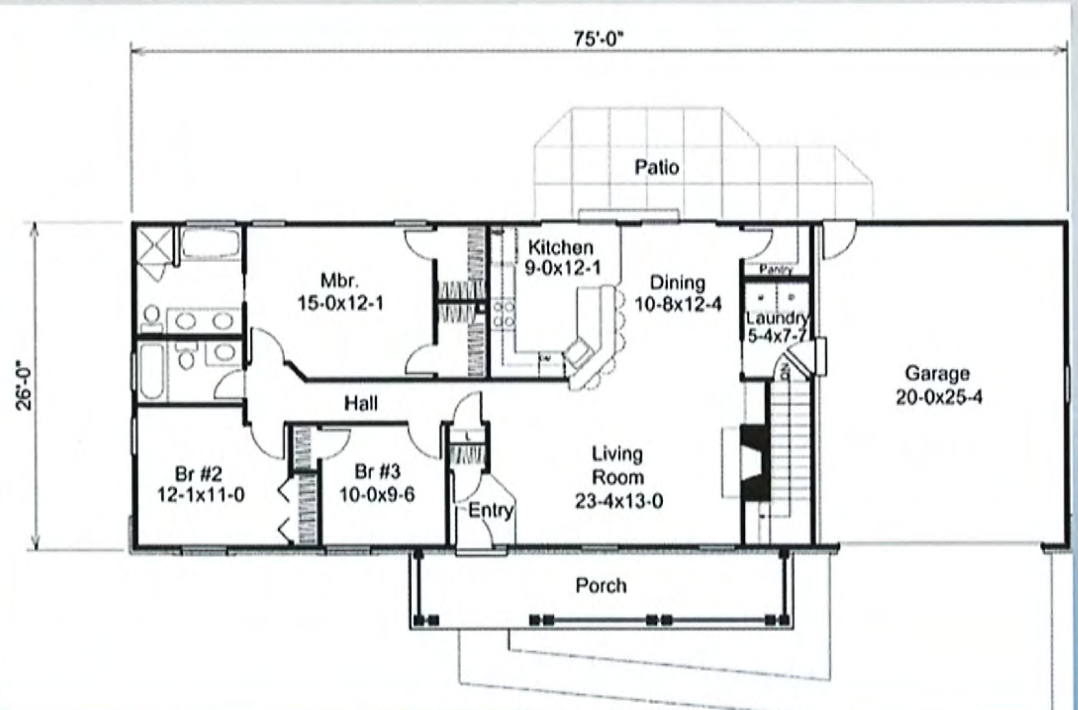 75'-0"
Patio
26'-0"
Mbr.
15-0x12-1
Kitchen
9-0x12-1
Dining
10-8x12-4
Pantry
Laundry
5-4x7-7
DN
Garage
20-0x25-4
Hall
L
Br #2
12-1x11-0
Br #3
10-0x9-6
Entry
Living
Room
23-4x13-0
Porch